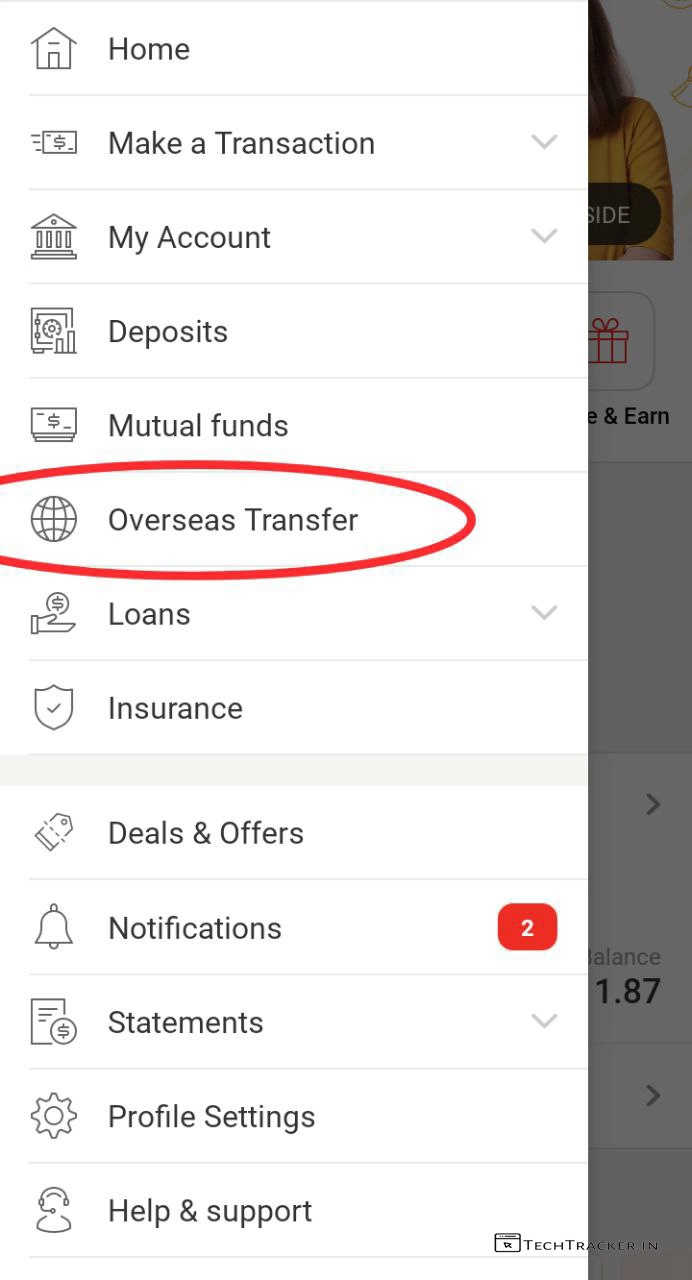 Home
SIDE
Make a Transaction
My Account
Deposits
e & Earn
Mutual funds
Overseas Transfer
Loans
Insurance
Deals & Offers
Notifications 2
Balance
1.87
Statements
Profile Settings
Help & support
TECHTRACKER.IN